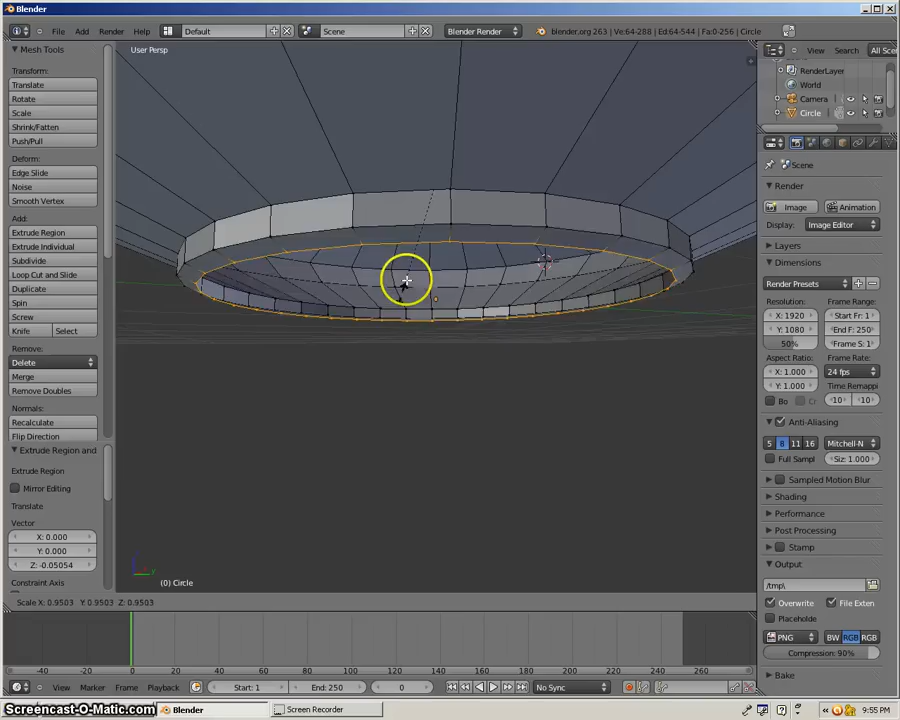 Blender
File Add Render Help
Default
Scene
Blender Render
blender.org 263 | Ve:64-288 | Ed:64-544 | Fa:0-256 | Circle
Mesh Tools
Transform:
Translate
Rotate
Scale
Shrink/Fatten
Push/Pull
Deform:
Edge Slide
Noise
Smooth Vertex
Add:
Extrude Region
Extrude Individual
Subdivide
Loop Cut and Slide
Duplicate
Spin
Screw
Knife Select
Remove:
Delete
Merge
Remove Doubles
Normals:
Recalculate
Flip Direction
Extrude Region and
Extrude Region
Mirror Editing
Translate
Vector
X: 0.000
Y: 0.000
Z: -0.05054
Constraint Axis
User Persp
(0) Circle
Scale X: 0.9503 Y: 0.9503 Z: 0.9503
View Search All Scen
RenderLayer
World
Camera
Circle
Scene
Render
Image Animation
Display: Image Editor
Layers
Dimensions
Render Presets
Resolution: Frame Range:
X: 1920 Start Fr: 1
Y: 1080 End F: 250
50% Frame S: 1
Aspect Ratio: Frame Rate:
X: 1.000 24 fps
Y: 1.000 Time Remappi
Bo Cr 10 10
Anti-Aliasing
5 8 11 16 Mitchell-N
Full Sampl Siz: 1.000
Sampled Motion Blur
Shading
Performance
Post Processing
Stamp
Output
/tmp\
Overwrite File Exten
Placeholde
PNG BW RGB RGB
Compression: 90%
Bake
-40 -20 0 20 40 60 80 100 120 140 160 180 200 220 240 260
View Marker Frame Playback Start: 1 End: 250 0 No Sync
Screencast-O-Matic.com Blender Screen Recorder 9:55 PM